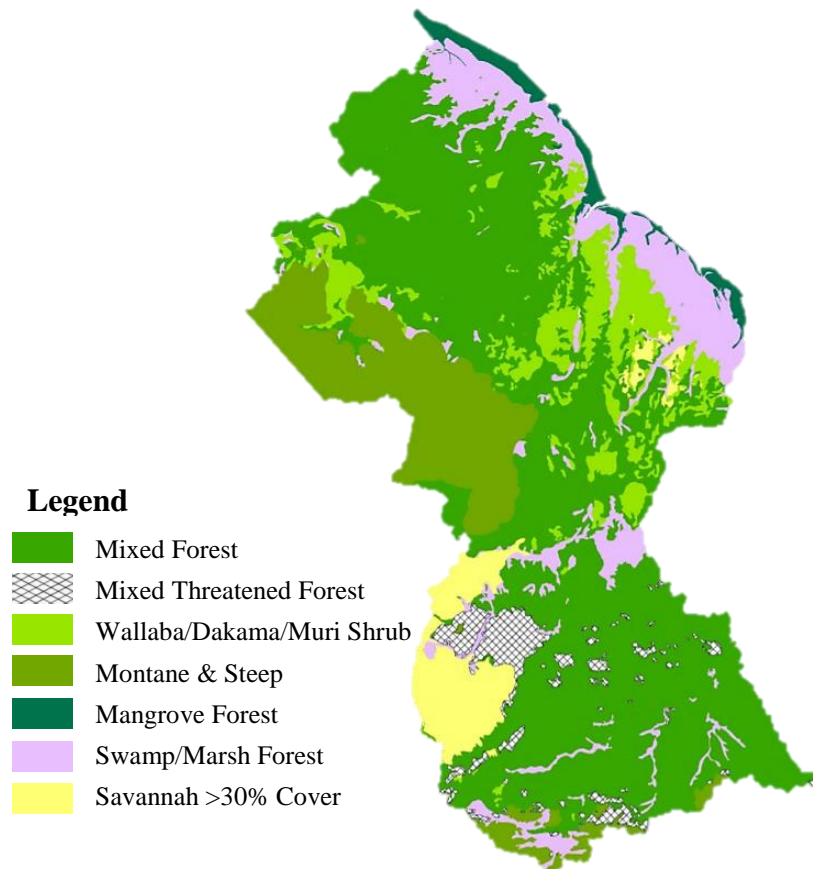 Legend
Mixed Forest
Mixed Threatened Forest
Wallaba/Dakama/Muri Shrub
Montane & Steep
Mangrove Forest
Swamp/Marsh Forest
Savannah >30% Cover